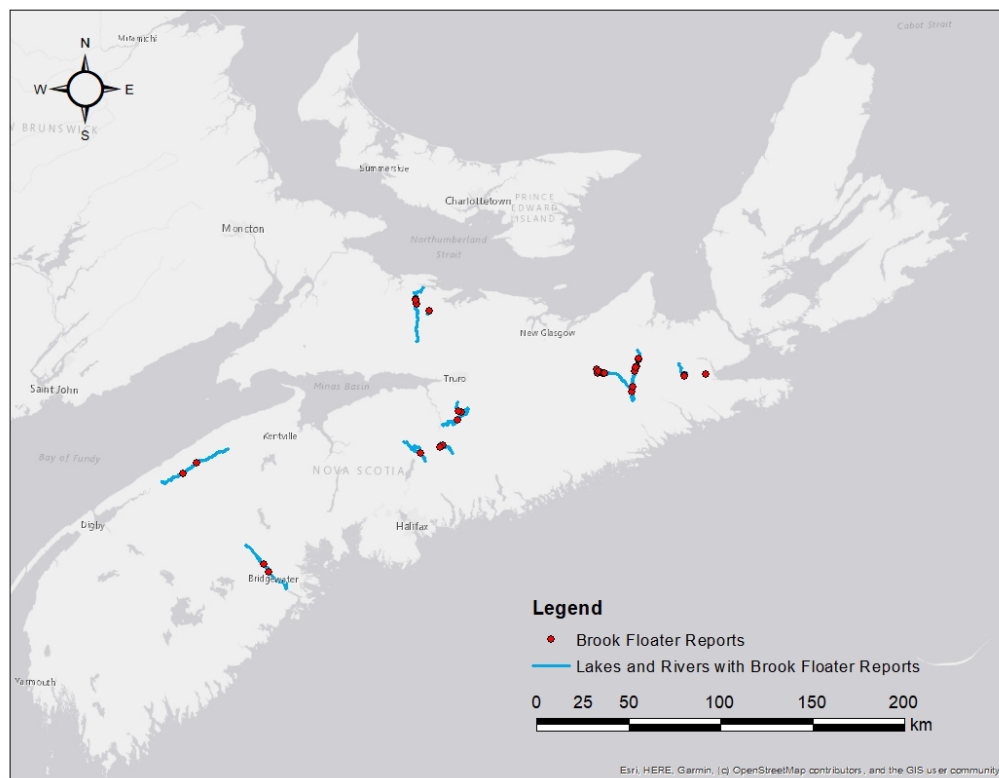 Cabot Strait
Miramichi
N
W E
S
W BRUNSWICK
Summerside
Charlottetown
PRINCE
EDWARD
ISLAND
Moncton
Northumberland
Strait
New Glasgow
Truro
Saint John
Minas Basin
Kentville
Bay of Fundy
NOVA SCOTIA
Digby
Halifax
Bridgewater
Yarmouth
Legend
Brook Floater Reports
Lakes and Rivers with Brook Floater Reports
0 25 50 100 150 200
km
Esri, HERE, Garmin, (c) OpenStreetMap contributors, and the GIS user community